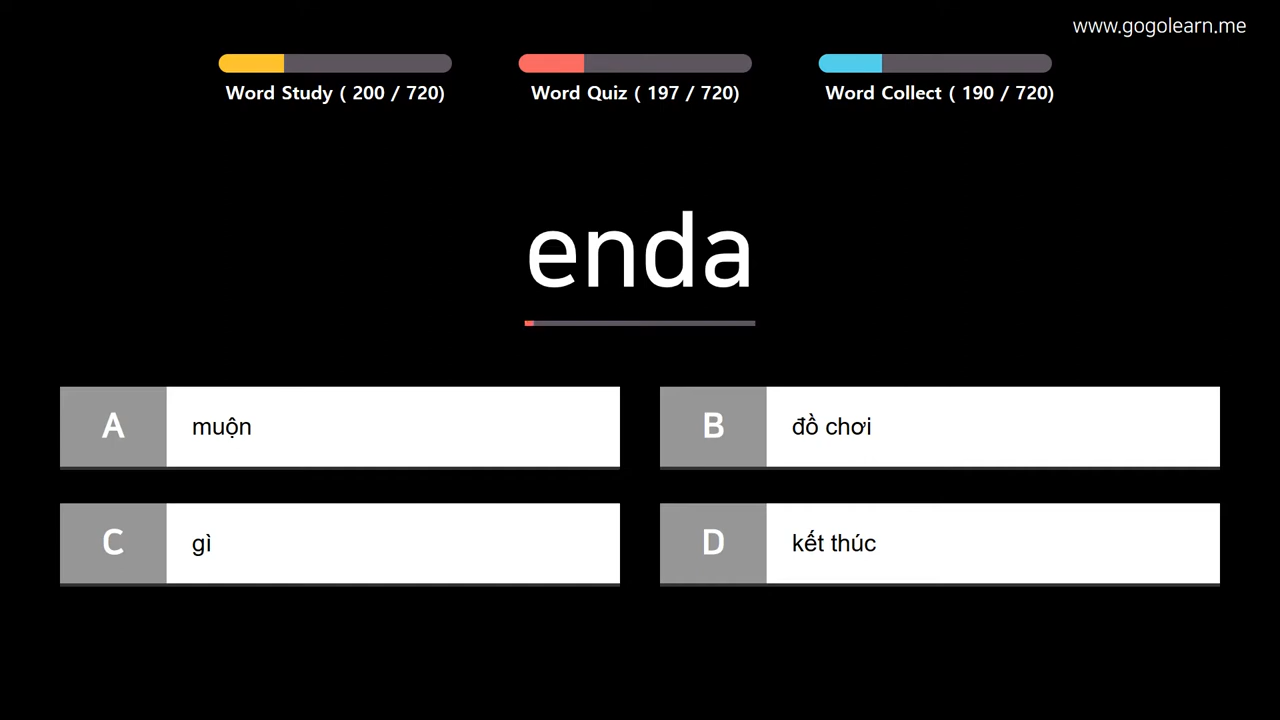 www.gogolearn.me
Word Study ( 200 / 720)
Word Quiz ( 197 / 720)
Word Collect ( 190 / 720)
enda
A muộn
B đồ chơi
C gì
D kết thúc